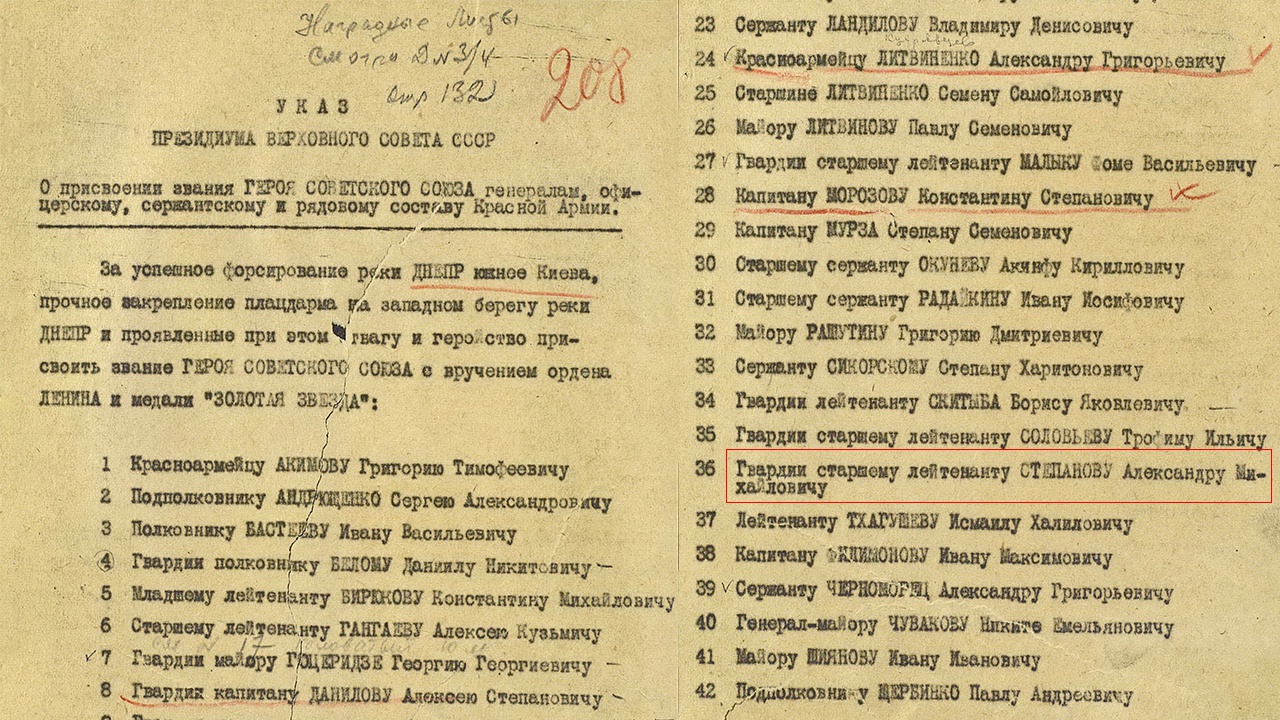 Наградные Листы
Смотри Д N 3/4
стр 132
208
УКАЗ
ПРЕЗИДИУМА ВЕРХОВНОГО СОВЕТА СССР
О присвоении звания ГЕРОЯ СОВЕТСКОГО СОЮЗА генералам, офи-
церскому, сержантскому и рядовому составу Красной Армии.
За успешное форсирование реки ДНЕПР южнее Киева,
прочное закрепление плацдарма на западном берегу реки
ДНЕПР и проявленные при этом отвагу и геройство при-
своить звание ГЕРОЯ СОВЕТСКОГО СОЮЗА с вручением ордена
ЛЕНИНА и медали "ЗОЛОТАЯ ЗВЕЗДА":
1 Красноармейцу АКИМОВУ Григорию Тимофеевичу
2 Подполковнику АНДРЮЩЕНКО Сергею Александровичу
3 Полковнику БАСТЕЕВУ Ивану Васильевичу
4 Гвардии полковнику БЕЛОМУ Даниилу Никитовичу —
5 Младшему лейтенанту БИРЮКОВУ Константину Михайловичу
6 Старшему лейтенанту ГАНГАЕВУ Алексею Кузьмичу
7 Гвардии майору ГОЦЕРИДЗЕ Георгию Георгиевичу —
8 Гвардии капитану ДАНИЛОВУ Алексею Степановичу —
23 Сержанту ЛАНДИЛОВУ Владимиру Денисовичу
24 Красноармейцу ЛИТВИНЕНКО Александру Григорьевичу
25 Старшине ЛИТВИНЕНКО Семену Самойловичу
26 Майору ЛИТВИНОВУ Павлу Семеновичу
27 Гвардии старшему лейтенанту МАЛЫКУ Фоме Васильевичу —
28 Капитану МОРОЗОВУ Константину Степановичу
29 Капитану МУРЗА Степану Семеновичу
30 Старшему сержанту ОКУНЕВУ Акинфу Кирилловичу
31 Старшему сержанту РАДАЙКИНУ Ивану Иосифовичу
32 Майору РАШУТИНУ Григорию Дмитриевичу
33 Сержанту СИКОРСКОМУ Степану Харитоновичу
34 Гвардии лейтенанту СКИТЫБА Борису Яковлевичу —
35 Гвардии старшему лейтенанту СОЛОВЬЕВУ Трофиму Ильичу
36 Гвардии старшему лейтенанту СТЕПАНОВУ Александру Ми-
хайловичу
37 Лейтенанту ТХАГУШЕВУ Исмаилу Халиловичу
38 Капитану ФИЛИМОНОВУ Ивану Максимовичу
39 Сержанту ЧЕРНОМОРЕЦ Александру Григорьевичу
40 Генерал-майору ЧУВАКОВУ Никите Емельяновичу
41 Майору ШИЯНОВУ Ивану Ивановичу
42 Подполковнику ЩЕРБИНКО Павлу Андреевичу